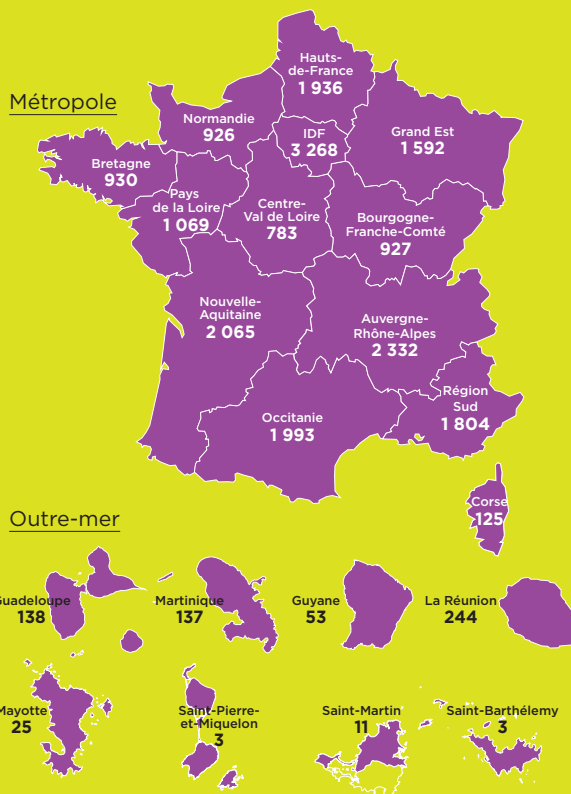 Métropole
Hauts-
de-France
1 936
Normandie
926
IDF
3 268
Grand Est
1 592
Bretagne
930
Pays
de la Loire
1 069
Centre-
Val de Loire
783
Bourgogne-
Franche-Comté
927
Nouvelle-
Aquitaine
2 065
Auvergne-
Rhône-Alpes
2 332
Région
Sud
1 804
Occitanie
1 993
Corse
125
Outre-mer
Guadeloupe
138
Martinique
137
Guyane
53
La Réunion
244
Mayotte
25
Saint-Pierre-
et-Miquelon
3
Saint-Martin
11
Saint-Barthélemy
3